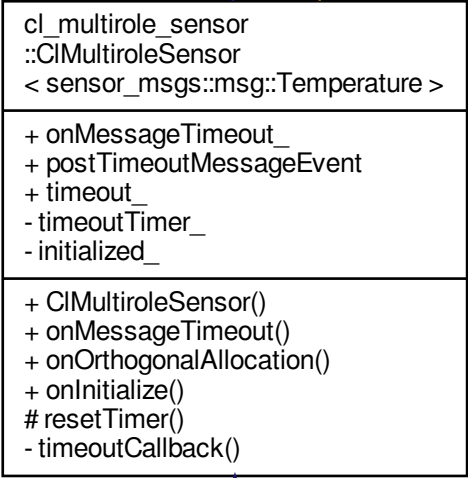 cl_multirole_sensor
::ClMultiroleSensor
< sensor_msgs::msg::Temperature >
+ onMessageTimeout_
+ postTimeoutMessageEvent
+ timeout_
- timeoutTimer_
- initialized_
+ ClMultiroleSensor()
+ onMessageTimeout()
+ onOrthogonalAllocation()
+ onInitialize()
# resetTimer()
- timeoutCallback()